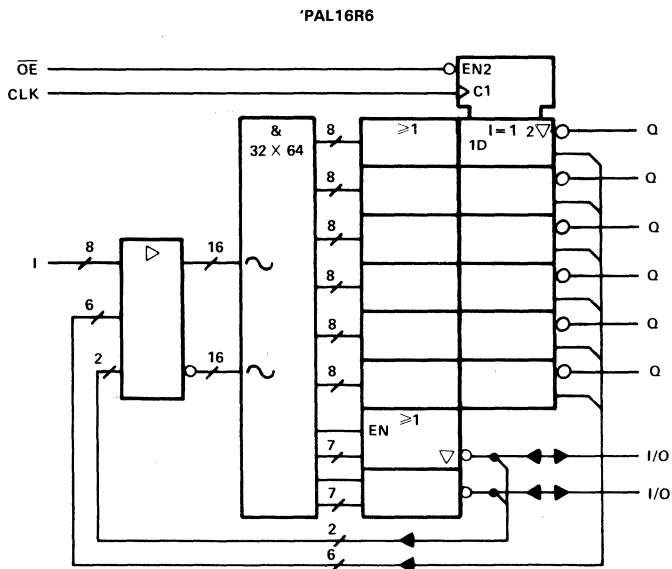 'PAL16R6
OE EN2
CLK C1
& 8 ≥1 I=1 2▽ Q
32 X 64 1D
8 Q
8 Q
8 Q
I 8 ▷ 16 ∿
6 8 Q
2 16 ∿ 8 Q
EN ≥1
7 ▽ I/O
7 I/O
2
6